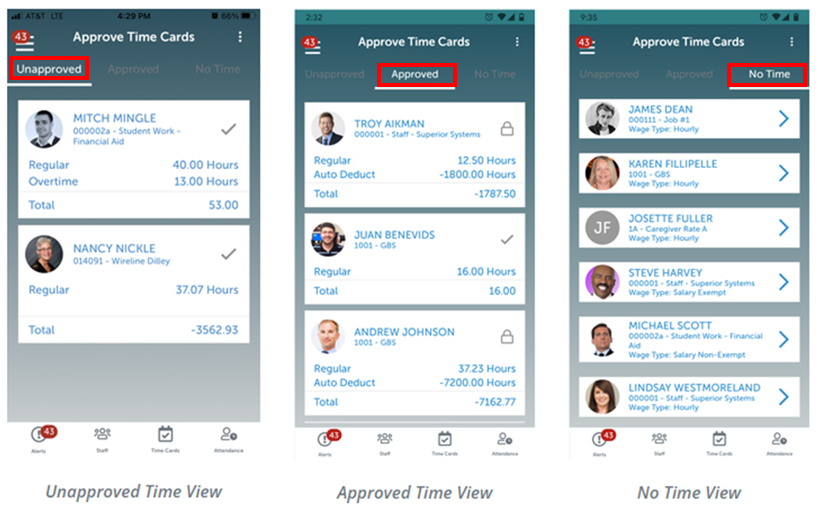 AT&T LTE 4:29 PM 66%
43
Approve Time Cards
Unapproved Approved No Time
MITCH MINGLE
000002a - Student Work -
Financial Aid
Regular 40.00 Hours
Overtime 13.00 Hours
Total 53.00
NANCY NICKLE
014091 - Wireline Dilley
Regular 37.07 Hours
Total -3562.93
43
Alerts Staff Time Cards Attendance
Unapproved Time View
2:32
43
Approve Time Cards
Unapproved Approved No Time
TROY AIKMAN
000001 - Staff - Superior Systems
Regular 12.50 Hours
Auto Deduct -1800.00 Hours
Total -1787.50
JUAN BENEVIDS
1001 - GBS
Regular 16.00 Hours
Total 16.00
ANDREW JOHNSON
1001 - GBS
Regular 37.23 Hours
Auto Deduct -7200.00 Hours
Total -7162.77
43
Alerts Staff Time Cards Attendance
Approved Time View
9:35
43
Approve Time Cards
Unapproved Approved No Time
JAMES DEAN
000111 - Job #1
Wage Type: Hourly
KAREN FILLIPELLE
1001 - GBS
Wage Type: Hourly
JF
JOSETTE FULLER
1A - Caregiver Rate A
Wage Type: Hourly
STEVE HARVEY
000001 - Staff - Superior Systems
Wage Type: Salary Exempt
MICHAEL SCOTT
000002a - Student Work - Financial
Aid
Wage Type: Salary Non-Exempt
LINDSAY WESTMORELAND
000001 - Staff - Superior Systems
Wage Type: Hourly
43
Alerts Staff Time Cards Attendance
No Time View